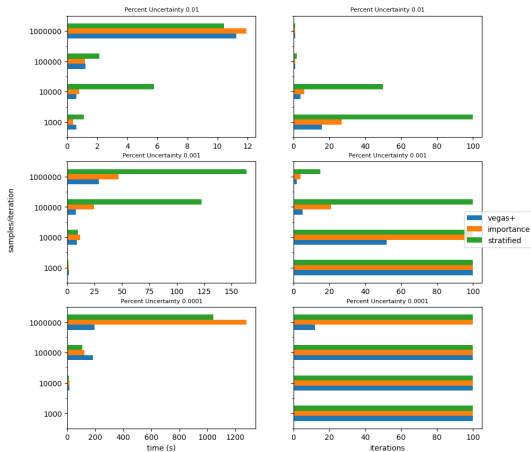 Percent Uncertainty 0.01
Percent Uncertainty 0.01
1000000
100000
10000
1000
0 2 4 6 8 10 12
0 20 40 60 80 100
Percent Uncertainty 0.001
Percent Uncertainty 0.001
samples/iteration
1000000
100000
10000
1000
0 25 50 75 100 125 150
0 20 40 60 80 100
vegas+
importance
stratified
Percent Uncertainty 0.0001
Percent Uncertainty 0.0001
1000000
100000
10000
1000
0 200 400 600 800 1000 1200
0 20 40 60 80 100
time (s)
iterations